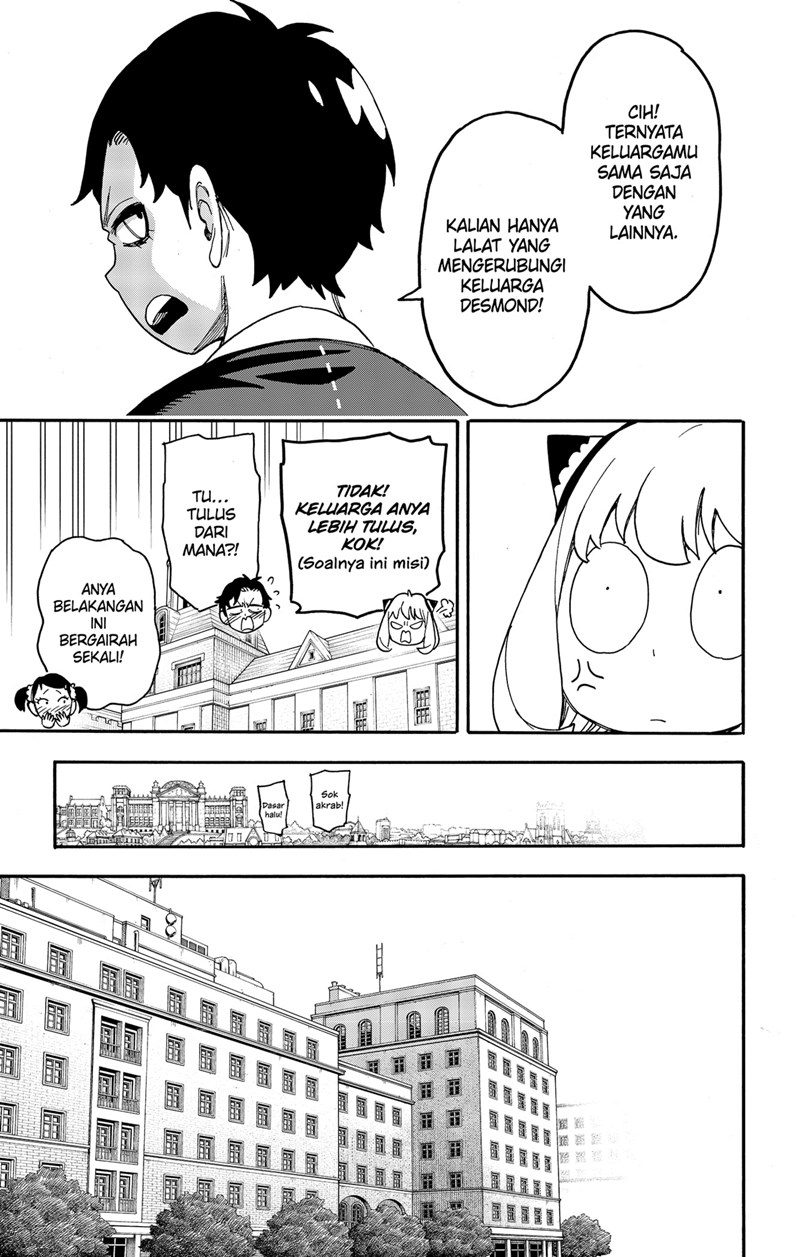 CIH!
TERNYATA
KELUARGAMU
SAMA SAJA
DENGAN
YANG
LAINNYA.
KALIAN HANYA
LALAT YANG
MENGERUBUNGI
KELUARGA
DESMOND!
TIDAK!
KELUARGA ANYA
LEBIH TULUS,
KOK!
(Soalnya ini misi)
TU...
TULUS
DARI
MANA?!
ANYA
BELAKANGAN
INI
BERGAIRAH
SEKALI!
Sok
akrab!
Dasar
halu!